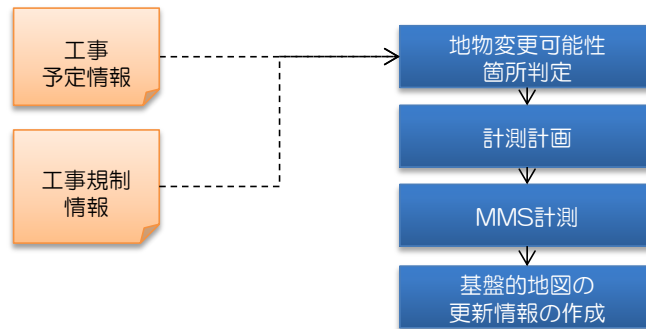 工事
予定情報
工事規制
情報
地物変更可能性
箇所判定
計測計画
MMS計測
基盤的地図の
更新情報の作成